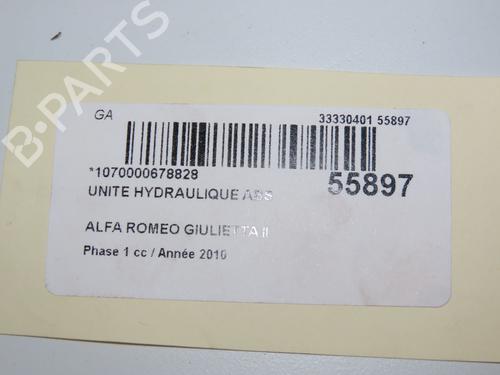 B-PARTS
GA
33330401 55897
*1070000678828
55897
UNITE HYDRAULIQUE ABS
ALFA ROMEO GIULIETTA II
Phase 1 cc / Année 2010